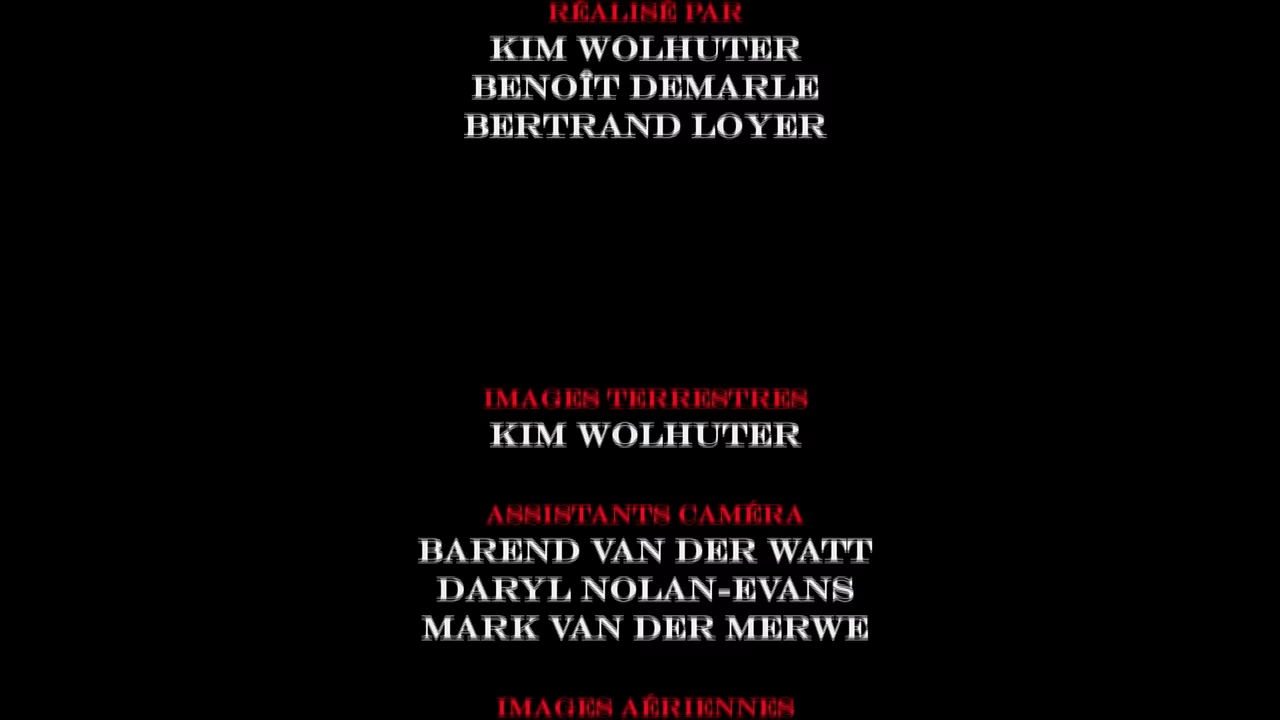 RÉALISÉ PAR
KIM WOLHUTER
BENOÎT DEMARLE
BERTRAND LOYER
IMAGES TERRESTRES
KIM WOLHUTER
ASSISTANTS CAMÉRA
BAREND VAN DER WATT
DARYL NOLAN-EVANS
MARK VAN DER MERWE
IMAGES AÉRIENNES